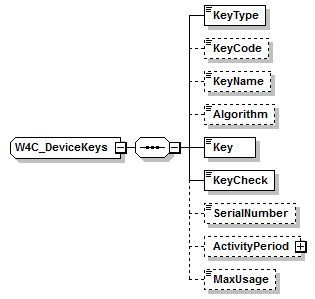 KeyType
KeyCode
KeyName
Algorithm
W4C_DeviceKeys
Key
KeyCheck
SerialNumber
ActivityPeriod
MaxUsage